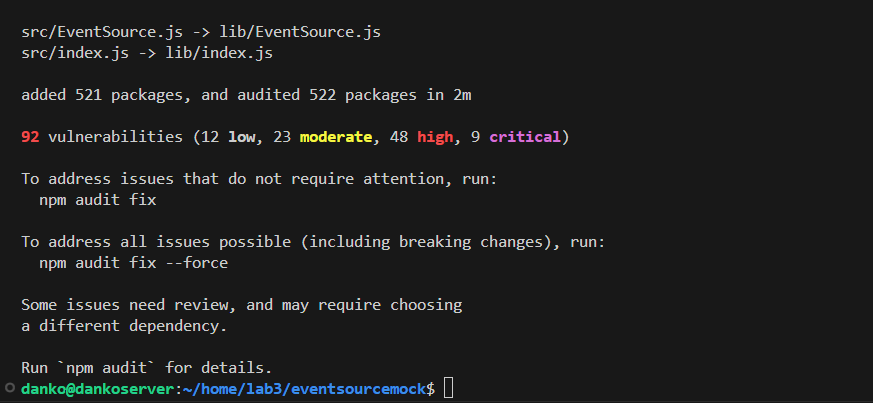 src/EventSource.js -> lib/EventSource.js
src/index.js -> lib/index.js
added 521 packages, and audited 522 packages in 2m
92 vulnerabilities (12 low, 23 moderate, 48 high, 9 critical)
To address issues that do not require attention, run:
  npm audit fix
To address all issues possible (including breaking changes), run:
  npm audit fix --force
Some issues need review, and may require choosing
a different dependency.
Run `npm audit` for details.
danko@dankoserver:~/home/lab3/eventsourcemock$